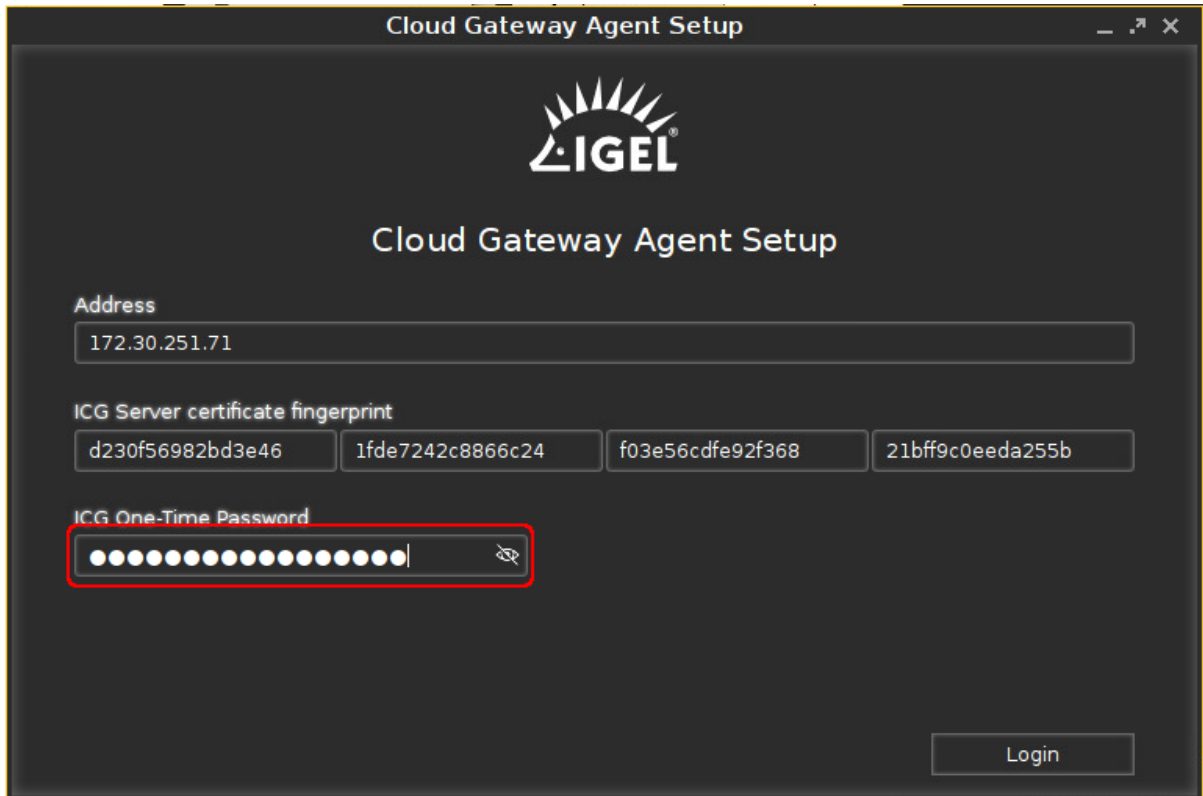 Cloud Gateway Agent Setup
IGEL®
Cloud Gateway Agent Setup
Address
172.30.251.71
ICG Server certificate fingerprint
d230f56982bd3e46 1fde7242c8866c24 f03e56cdfe92f368 21bff9c0eeda255b
ICG One-Time Password
●●●●●●●●●●●●●●●●●
Login